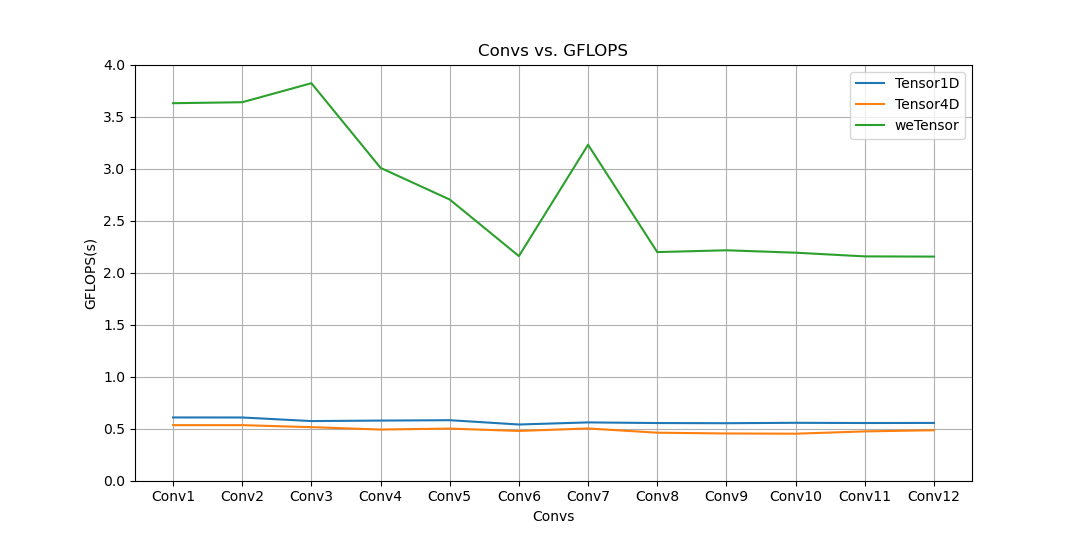 Convs vs. GFLOPS
GFLOPS(s)
4.0
3.5
3.0
2.5
2.0
1.5
1.0
0.5
0.0
Tensor1D
Tensor4D
weTensor
Conv1 Conv2 Conv3 Conv4 Conv5 Conv6 Conv7 Conv8 Conv9 Conv10 Conv11 Conv12
Convs